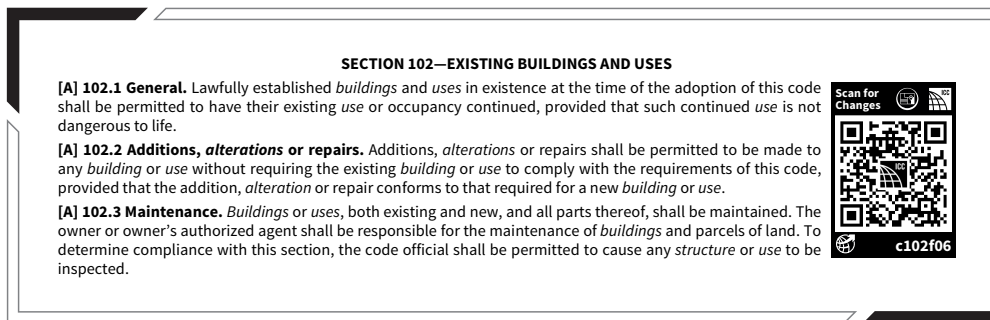 SECTION 102—EXISTING BUILDINGS AND USES
[A] 102.1 General. Lawfully established buildings and uses in existence at the time of the adoption of this code
shall be permitted to have their existing use or occupancy continued, provided that such continued use is not
dangerous to life.
[A] 102.2 Additions, alterations or repairs. Additions, alterations or repairs shall be permitted to be made to
any building or use without requiring the existing building or use to comply with the requirements of this code,
provided that the addition, alteration or repair conforms to that required for a new building or use.
[A] 102.3 Maintenance. Buildings or uses, both existing and new, and all parts thereof, shall be maintained. The
owner or owner's authorized agent shall be responsible for the maintenance of buildings and parcels of land. To
determine compliance with this section, the code official shall be permitted to cause any structure or use to be
inspected.
Scan for
Changes
ICC
ICC
c102f06